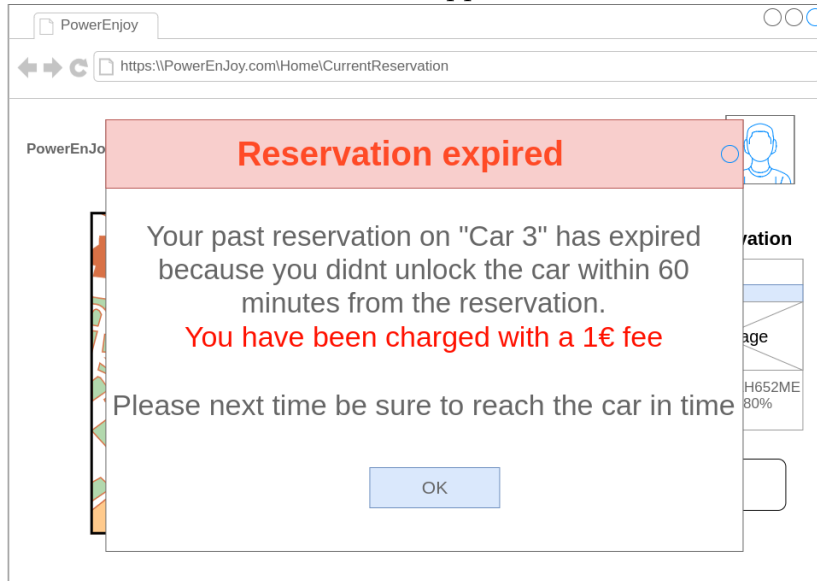 PowerEnjoy
https:\\PowerEnJoy.com\Home\CurrentReservation
PowerEnJo
Reservation expired
Your past reservation on "Car 3" has expired
because you didnt unlock the car within 60
minutes from the reservation.
You have been charged with a 1€ fee
Please next time be sure to reach the car in time
OK
vation
age
H652ME
80%